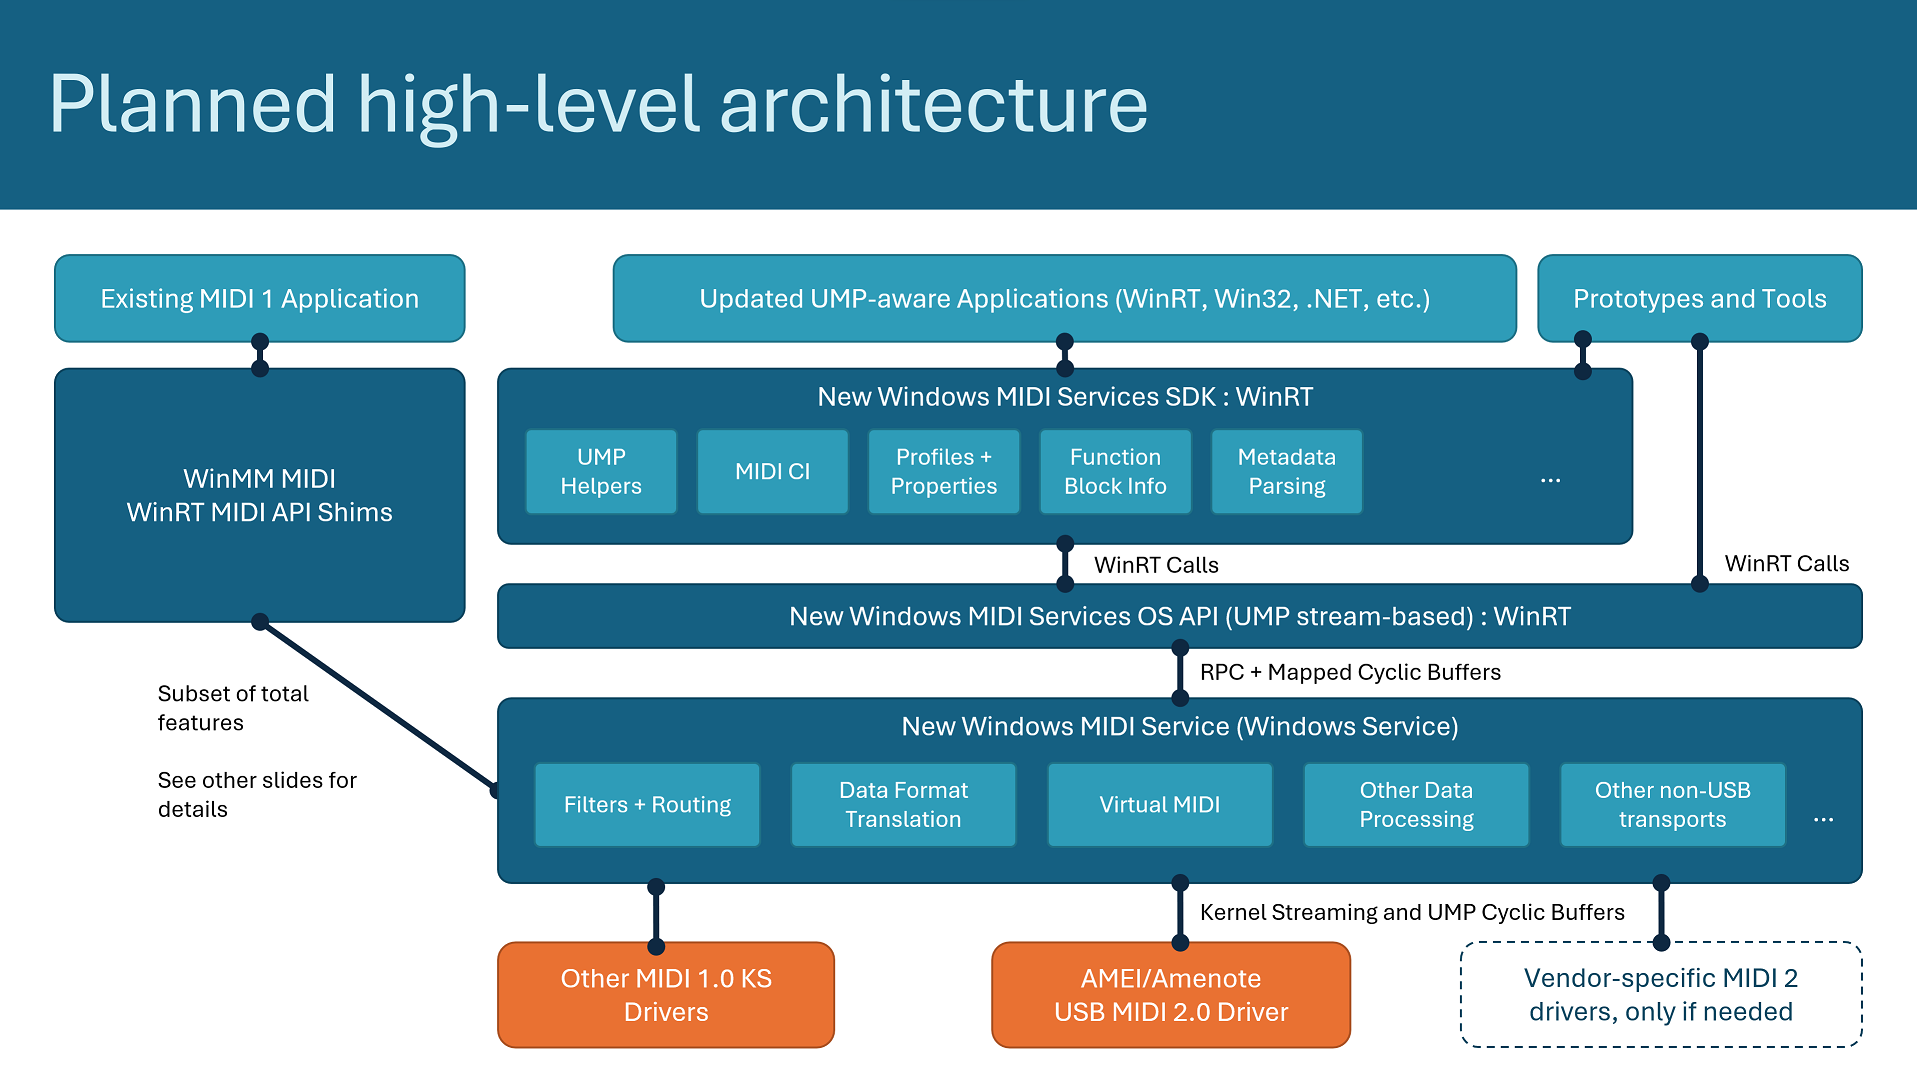 Planned high-level architecture
Existing MIDI 1 Application
Updated UMP-aware Applications (WinRT, Win32, .NET, etc.)
Prototypes and Tools
WinMM MIDI
WinRT MIDI API Shims
New Windows MIDI Services SDK : WinRT
UMP
Helpers
MIDI CI
Profiles +
Properties
Function
Block Info
Metadata
Parsing
...
WinRT Calls
WinRT Calls
New Windows MIDI Services OS API (UMP stream-based) : WinRT
RPC + Mapped Cyclic Buffers
Subset of total
features
See other slides for
details
New Windows MIDI Service (Windows Service)
Filters + Routing
Data Format
Translation
Virtual MIDI
Other Data
Processing
Other non-USB
transports
...
Kernel Streaming and UMP Cyclic Buffers
Other MIDI 1.0 KS
Drivers
AMEI/Amenote
USB MIDI 2.0 Driver
Vendor-specific MIDI 2
drivers, only if needed